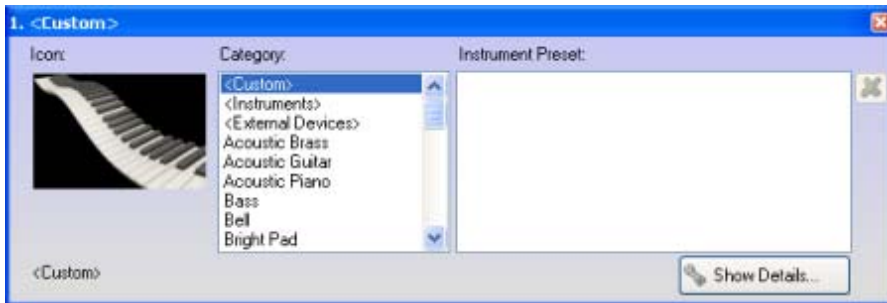 1. <Custom>
Icon:
Category:
Instrument Preset:
<Custom>
<Instruments>
<External Devices>
Acoustic Brass
Acoustic Guitar
Acoustic Piano
Bass
Bell
Bright Pad
<Custom>
Show Details...